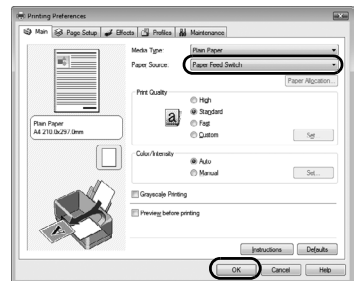 Printing Preferences
Main Page Setup Effects Profiles Maintenance
Media Type: Plain Paper
Paper Source: Paper Feed Switch
Paper Allocation...
Print Quality
High
Standard
Fast
Custom
Set
a
Plain Paper
A4 210.0x297.0mm
Color/Intensity
Auto
Manual
Set...
Grayscale Printing
Preview before printing
Instructions Defaults
OK Cancel Help